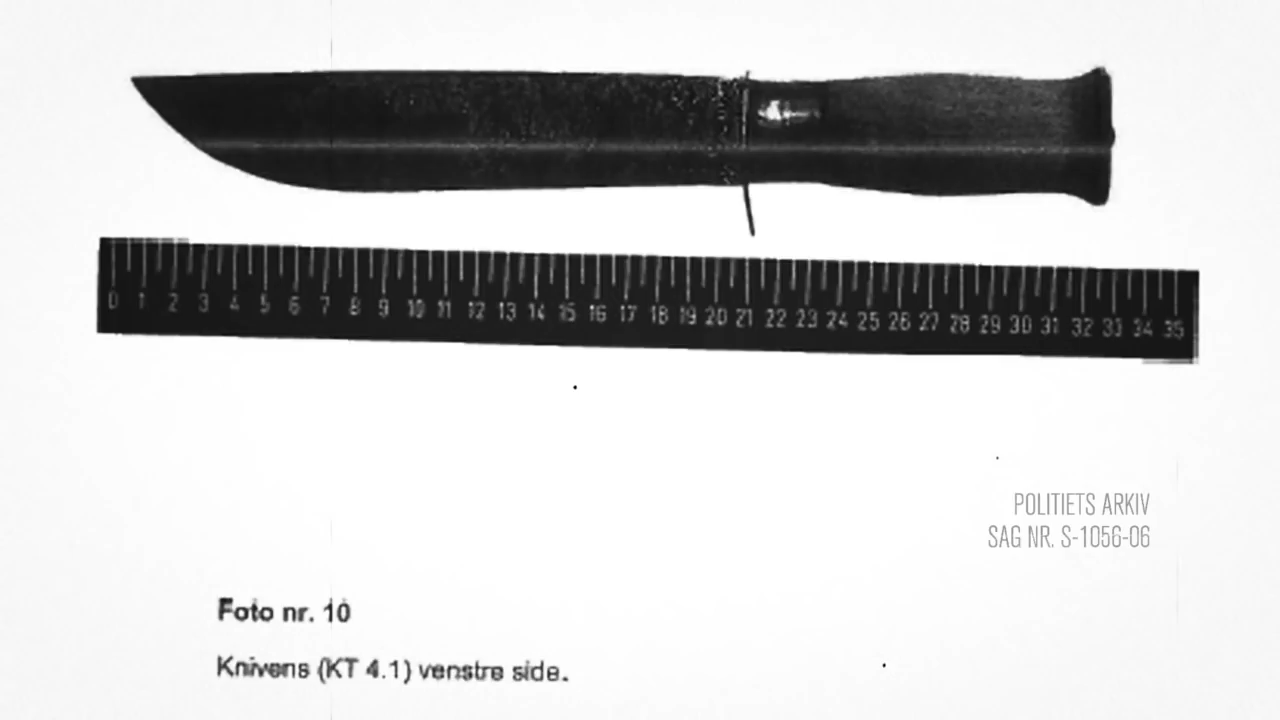 0 1 2 3 4 5 6 7 8 9 10 11 12 13 14 15 16 17 18 19 20 21 22 23 24 25 26 27 28 29 30 31 32 33 34 35
POLITIETS ARKIV
SAG NR. S-1056-06
Foto nr. 10
Knivens (KT 4.1) venstre side.